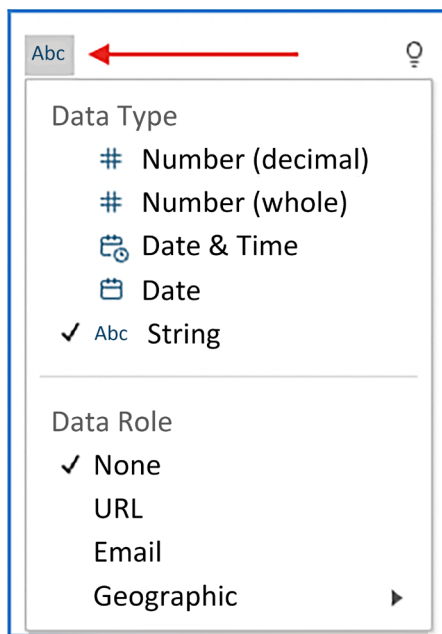 Abc
Data Type
Number (decimal)
Number (whole)
Date & Time
Date
Abc String
Data Role
None
URL
Email
Geographic